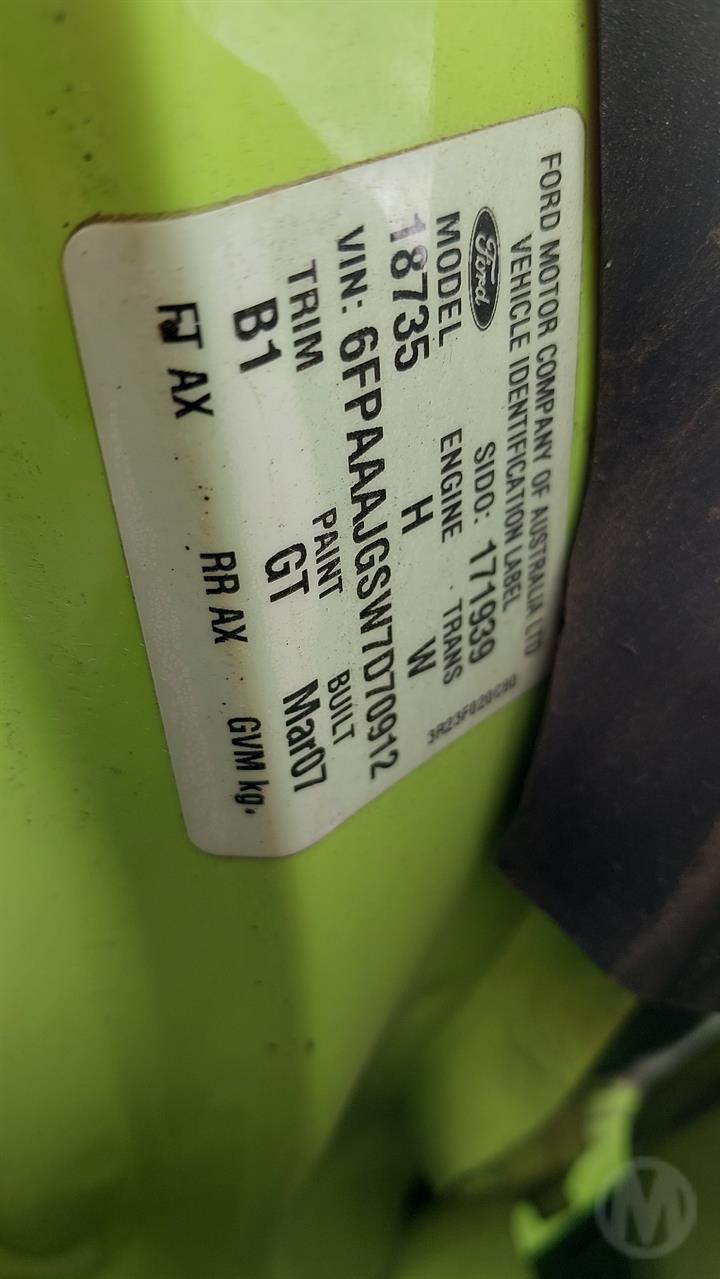 FORD MOTOR COMPANY OF AUSTRALIA LTD
VEHICLE IDENTIFICATION LABEL
Ford SIDO: 171939
MODEL ENGINE TRANS
18735 H W
VIN: 6FPAAAJGSW7D70912
TRIM PAINT BUILT
B1 GT Mar07
FT AX RR AX GVM kg.
M